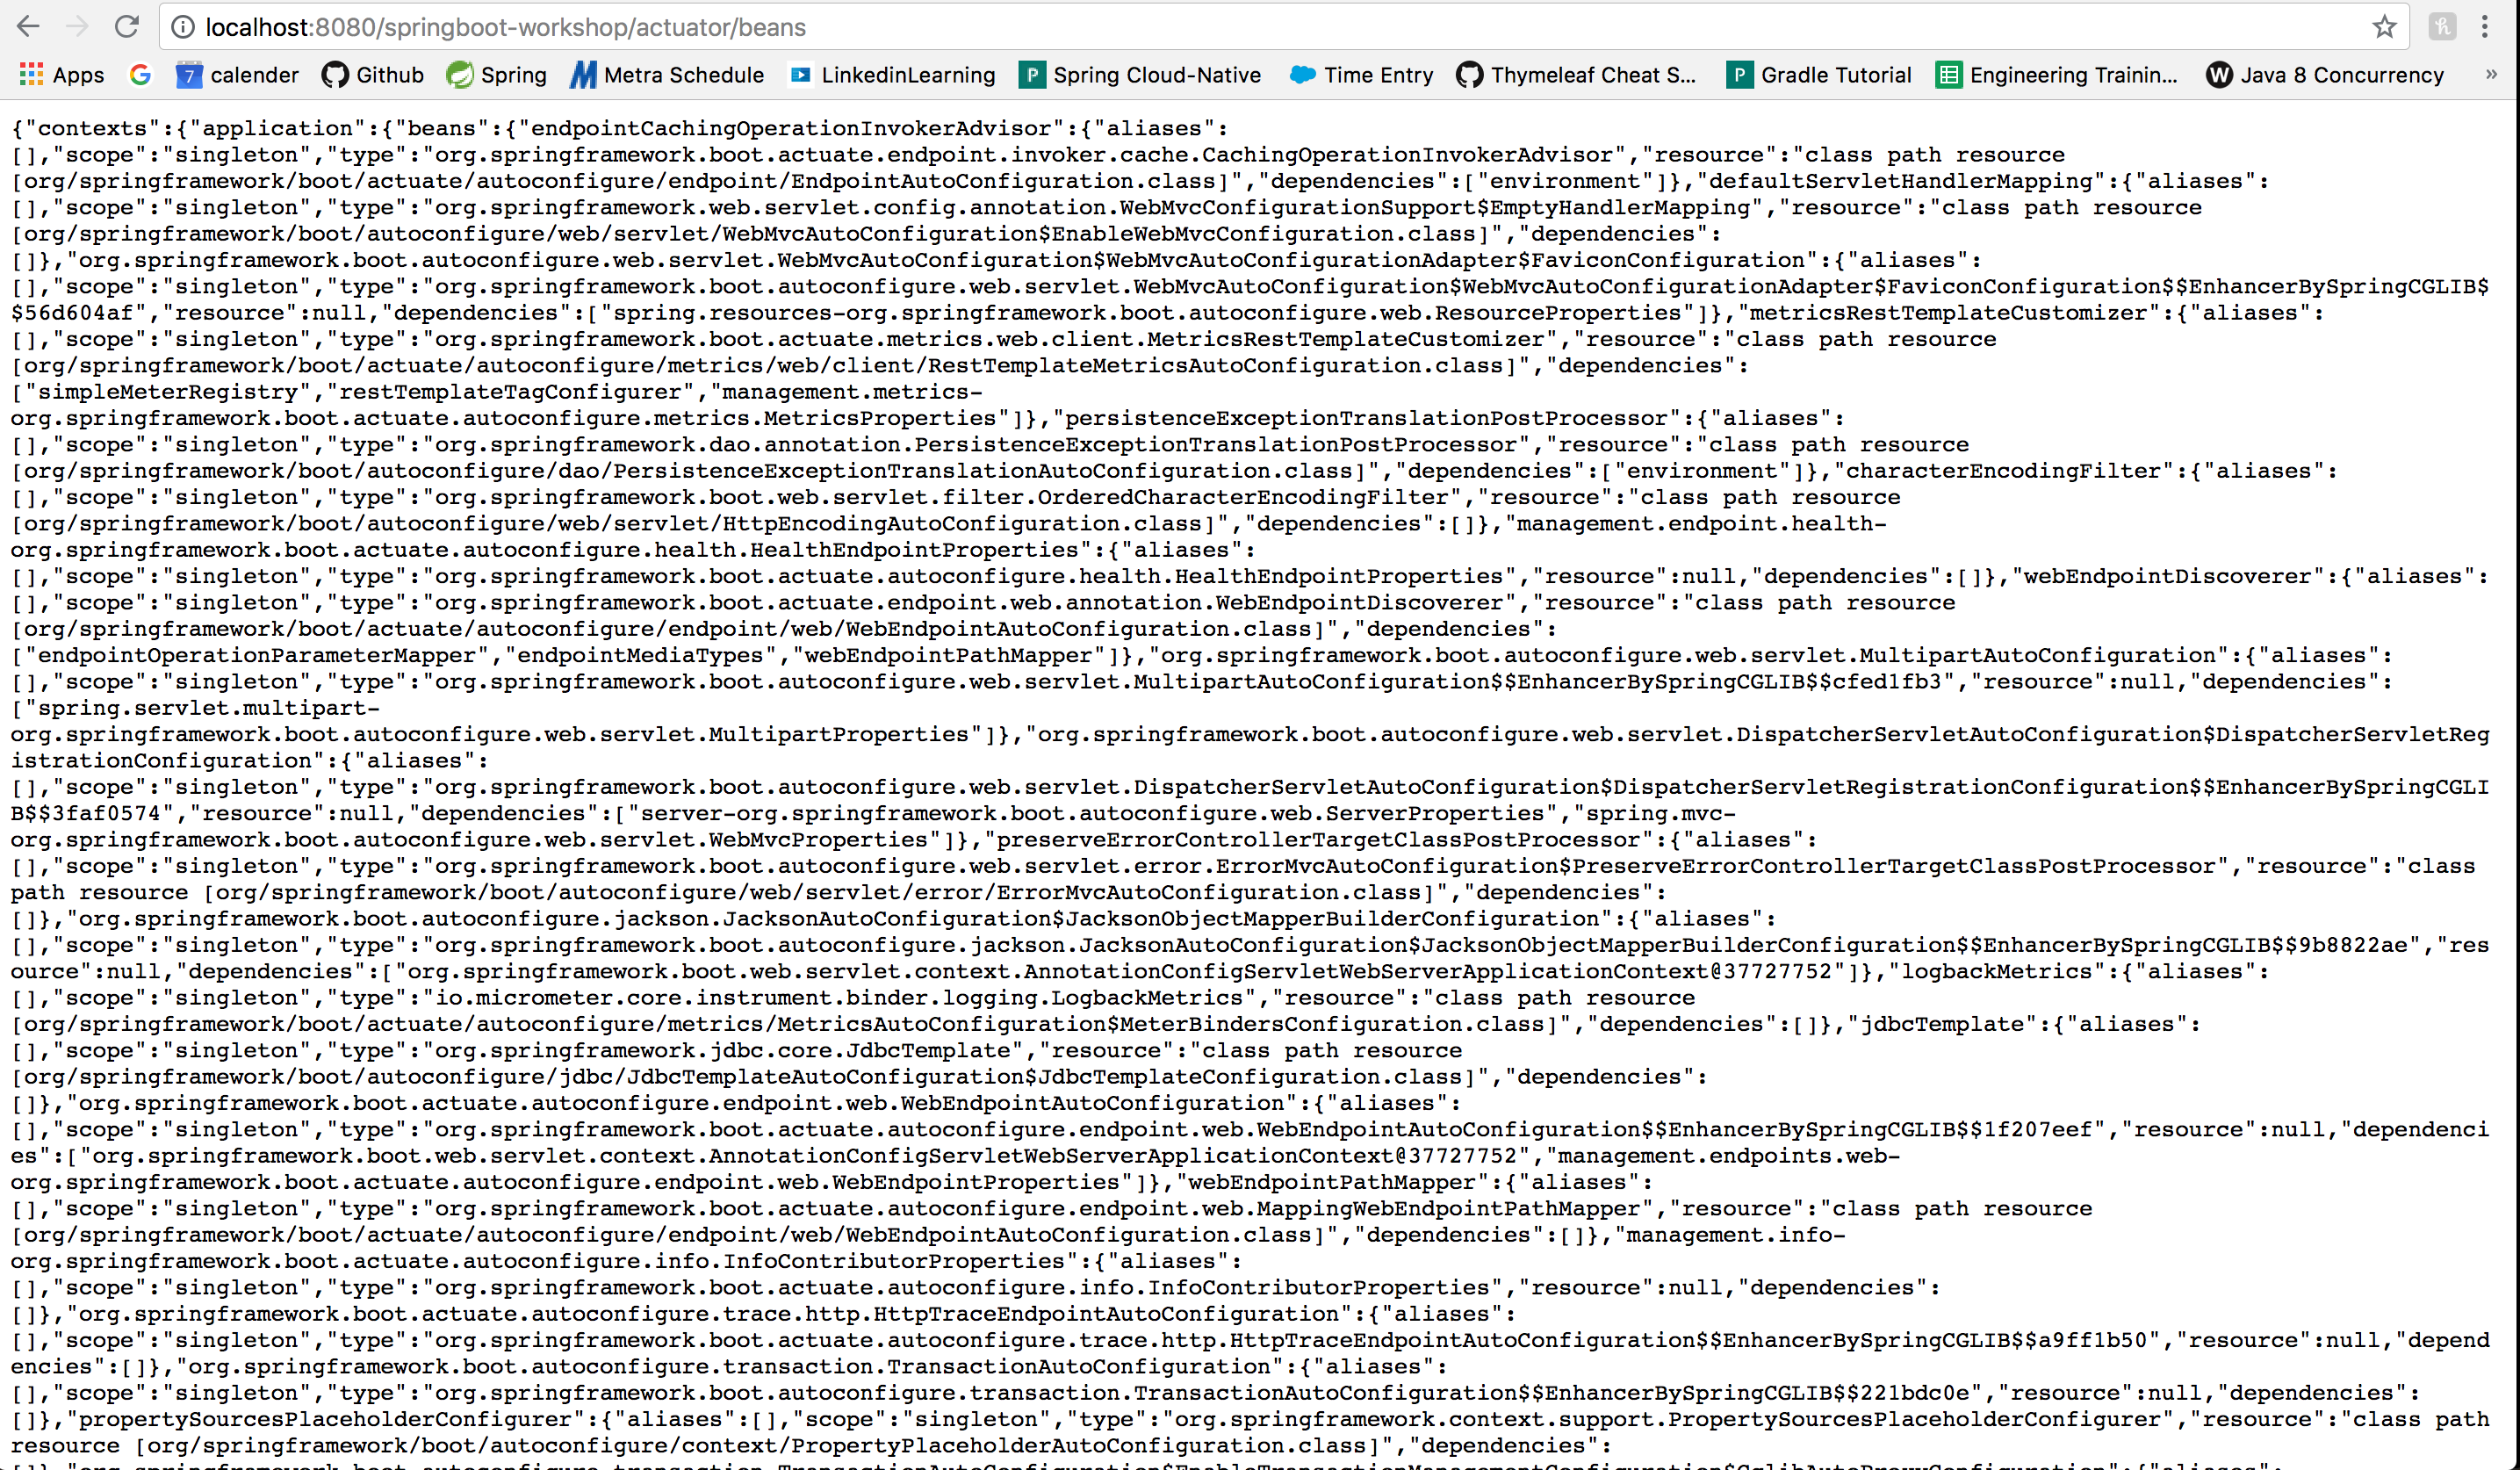 localhost:8080/springboot-workshop/actuator/beans
Apps 7 calender Github Spring Metra Schedule LinkedinLearning P Spring Cloud-Native Time Entry Thymeleaf Cheat S... P Gradle Tutorial Engineering Trainin... W Java 8 Concurrency »
{"contexts":{"application":{"beans":{"endpointCachingOperationInvokerAdvisor":{"aliases":
[],"scope":"singleton","type":"org.springframework.boot.actuate.endpoint.invoker.cache.CachingOperationInvokerAdvisor","resource":"class path resource
[org/springframework/boot/actuate/autoconfigure/endpoint/EndpointAutoConfiguration.class]","dependencies":["environment"]},"defaultServletHandlerMapping":{"aliases":
[],"scope":"singleton","type":"org.springframework.web.servlet.config.annotation.WebMvcConfigurationSupport$EmptyHandlerMapping","resource":"class path resource
[org/springframework/boot/autoconfigure/web/servlet/WebMvcAutoConfiguration$EnableWebMvcConfiguration.class]","dependencies":
[]},"org.springframework.boot.autoconfigure.web.servlet.WebMvcAutoConfiguration$WebMvcAutoConfigurationAdapter$FaviconConfiguration":{"aliases":
[],"scope":"singleton","type":"org.springframework.boot.autoconfigure.web.servlet.WebMvcAutoConfiguration$WebMvcAutoConfigurationAdapter$FaviconConfiguration$$EnhancerBySpringCGLIB$
$56d604af","resource":null,"dependencies":["spring.resources-org.springframework.boot.autoconfigure.web.ResourceProperties"]},"metricsRestTemplateCustomizer":{"aliases":
[],"scope":"singleton","type":"org.springframework.boot.actuate.metrics.web.client.MetricsRestTemplateCustomizer","resource":"class path resource
[org/springframework/boot/actuate/autoconfigure/metrics/web/client/RestTemplateMetricsAutoConfiguration.class]","dependencies":
["simpleMeterRegistry","restTemplateTagConfigurer","management.metrics-
org.springframework.boot.actuate.autoconfigure.metrics.MetricsProperties"]},"persistenceExceptionTranslationPostProcessor":{"aliases":
[],"scope":"singleton","type":"org.springframework.dao.annotation.PersistenceExceptionTranslationPostProcessor","resource":"class path resource
[org/springframework/boot/autoconfigure/dao/PersistenceExceptionTranslationAutoConfiguration.class]","dependencies":["environment"]},"characterEncodingFilter":{"aliases":
[],"scope":"singleton","type":"org.springframework.boot.web.servlet.filter.OrderedCharacterEncodingFilter","resource":"class path resource
[org/springframework/boot/autoconfigure/web/servlet/HttpEncodingAutoConfiguration.class]","dependencies":[]},"management.endpoint.health-
org.springframework.boot.actuate.autoconfigure.health.HealthEndpointProperties":{"aliases":
[],"scope":"singleton","type":"org.springframework.boot.actuate.autoconfigure.health.HealthEndpointProperties","resource":null,"dependencies":[]},"webEndpointDiscoverer":{"aliases":
[],"scope":"singleton","type":"org.springframework.boot.actuate.endpoint.web.annotation.WebEndpointDiscoverer","resource":"class path resource
[org/springframework/boot/actuate/autoconfigure/endpoint/web/WebEndpointAutoConfiguration.class]","dependencies":
["endpointOperationParameterMapper","endpointMediaTypes","webEndpointPathMapper"]},"org.springframework.boot.autoconfigure.web.servlet.MultipartAutoConfiguration":{"aliases":
[],"scope":"singleton","type":"org.springframework.boot.autoconfigure.web.servlet.MultipartAutoConfiguration$$EnhancerBySpringCGLIB$$cfed1fb3","resource":null,"dependencies":
["spring.servlet.multipart-
org.springframework.boot.autoconfigure.web.servlet.MultipartProperties"]},"org.springframework.boot.autoconfigure.web.servlet.DispatcherServletAutoConfiguration$DispatcherServletReg
istrationConfiguration":{"aliases":
[],"scope":"singleton","type":"org.springframework.boot.autoconfigure.web.servlet.DispatcherServletAutoConfiguration$DispatcherServletRegistrationConfiguration$$EnhancerBySpringCGLI
B$$3faf0574","resource":null,"dependencies":["server-org.springframework.boot.autoconfigure.web.ServerProperties","spring.mvc-
org.springframework.boot.autoconfigure.web.servlet.WebMvcProperties"]},"preserveErrorControllerTargetClassPostProcessor":{"aliases":
[],"scope":"singleton","type":"org.springframework.boot.autoconfigure.web.servlet.error.ErrorMvcAutoConfiguration$PreserveErrorControllerTargetClassPostProcessor","resource":"class
path resource [org/springframework/boot/autoconfigure/web/servlet/error/ErrorMvcAutoConfiguration.class]","dependencies":
[]},"org.springframework.boot.autoconfigure.jackson.JacksonAutoConfiguration$JacksonObjectMapperBuilderConfiguration":{"aliases":
[],"scope":"singleton","type":"org.springframework.boot.autoconfigure.jackson.JacksonAutoConfiguration$JacksonObjectMapperBuilderConfiguration$$EnhancerBySpringCGLIB$$9b8822ae","res
ource":null,"dependencies":["org.springframework.boot.web.servlet.context.AnnotationConfigServletWebServerApplicationContext@37727752"]},"logbackMetrics":{"aliases":
[],"scope":"singleton","type":"io.micrometer.core.instrument.binder.logging.LogbackMetrics","resource":"class path resource
[org/springframework/boot/actuate/autoconfigure/metrics/MetricsAutoConfiguration$MeterBindersConfiguration.class]","dependencies":[]},"jdbcTemplate":{"aliases":
[],"scope":"singleton","type":"org.springframework.jdbc.core.JdbcTemplate","resource":"class path resource
[org/springframework/boot/autoconfigure/jdbc/JdbcTemplateAutoConfiguration$JdbcTemplateConfiguration.class]","dependencies":
[]},"org.springframework.boot.actuate.autoconfigure.endpoint.web.WebEndpointAutoConfiguration":{"aliases":
[],"scope":"singleton","type":"org.springframework.boot.actuate.autoconfigure.endpoint.web.WebEndpointAutoConfiguration$$EnhancerBySpringCGLIB$$1f207eef","resource":null,"dependenci
es":["org.springframework.boot.web.servlet.context.AnnotationConfigServletWebServerApplicationContext@37727752","management.endpoints.web-
org.springframework.boot.actuate.autoconfigure.endpoint.web.WebEndpointProperties"]},"webEndpointPathMapper":{"aliases":
[],"scope":"singleton","type":"org.springframework.boot.actuate.autoconfigure.endpoint.web.MappingWebEndpointPathMapper","resource":"class path resource
[org/springframework/boot/actuate/autoconfigure/endpoint/web/WebEndpointAutoConfiguration.class]","dependencies":[]},"management.info-
org.springframework.boot.actuate.autoconfigure.info.InfoContributorProperties":{"aliases":
[],"scope":"singleton","type":"org.springframework.boot.actuate.autoconfigure.info.InfoContributorProperties","resource":null,"dependencies":
[]},"org.springframework.boot.actuate.autoconfigure.trace.http.HttpTraceEndpointAutoConfiguration":{"aliases":
[],"scope":"singleton","type":"org.springframework.boot.actuate.autoconfigure.trace.http.HttpTraceEndpointAutoConfiguration$$EnhancerBySpringCGLIB$$a9ff1b50","resource":null,"depend
encies":[]},"org.springframework.boot.autoconfigure.transaction.TransactionAutoConfiguration":{"aliases":
[],"scope":"singleton","type":"org.springframework.boot.autoconfigure.transaction.TransactionAutoConfiguration$$EnhancerBySpringCGLIB$$221bdc0e","resource":null,"dependencies":
[]},"propertySourcesPlaceholderConfigurer":{"aliases":[],"scope":"singleton","type":"org.springframework.context.support.PropertySourcesPlaceholderConfigurer","resource":"class path
resource [org/springframework/boot/autoconfigure/context/PropertyPlaceholderAutoConfiguration.class]","dependencies":